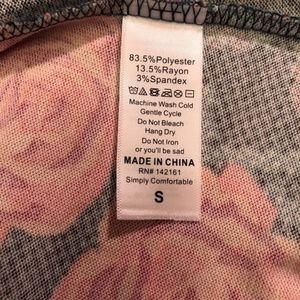 83.5%Polyester
13.5%Rayon
3%Spandex
Machine Wash Cold
Gentle Cycle
Do Not Bleach
Hang Dry
Do Not Iron
or you'll be sad
MADE IN CHINA
RN# 142161
Simply Comfortable
S